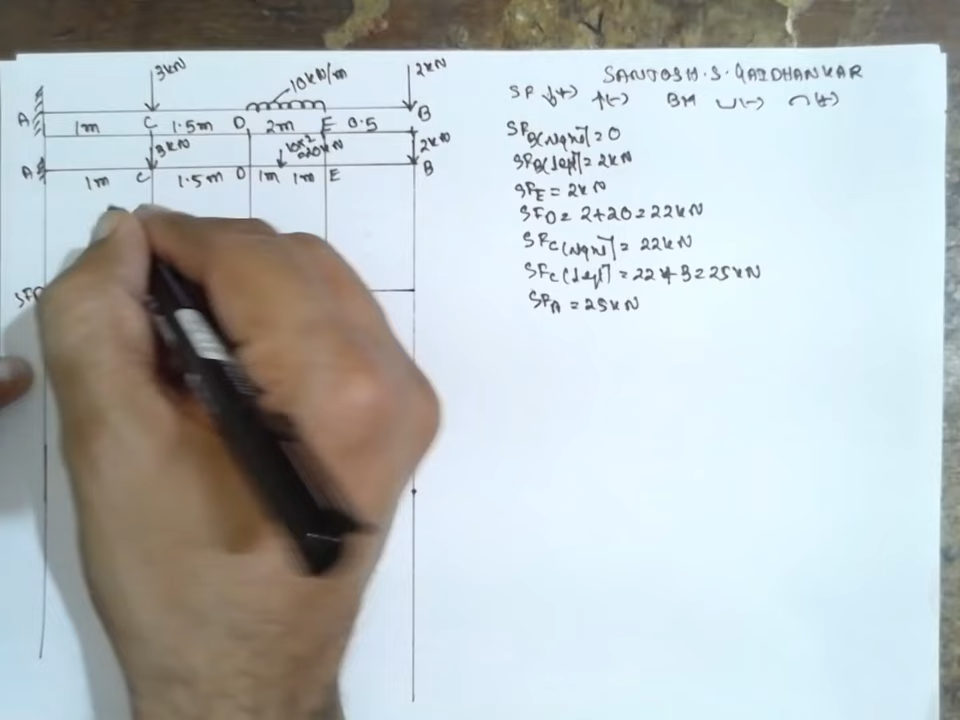 SANTOSH.S.GAIDHANKAR
SF ↓(+) ↑(-) BM ∪(-) ∩(+)
3kN 10kN/m 2kN
A 1m C 1.5m D 2m E 0.5 B
3kN 10x2 =20kN 2kN
A 1m C 1.5m D 1m 1m E B
SF
SFB(right) = 0
SFB(left) = 2kN
SFE = 2kN
SFD = 2+20 = 22kN
SFC(right) = 22kN
SFC(left) = 22+3 = 25kN
SFA = 25kN